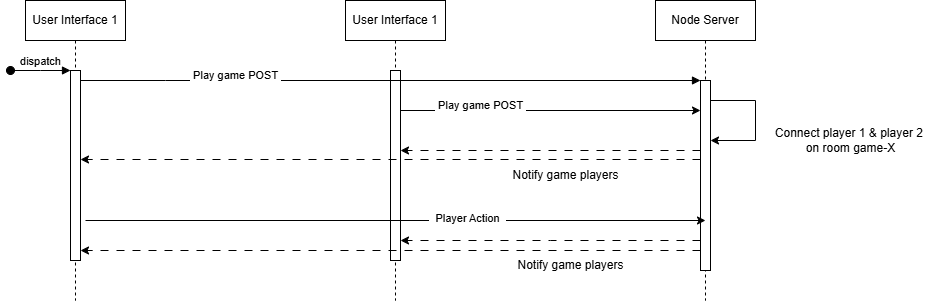 User Interface 1
User Interface 1
Node Server
dispatch
Play game POST
Play game POST
Connect player 1 & player 2
on room game-X
Notify game players
Player Action
Notify game players